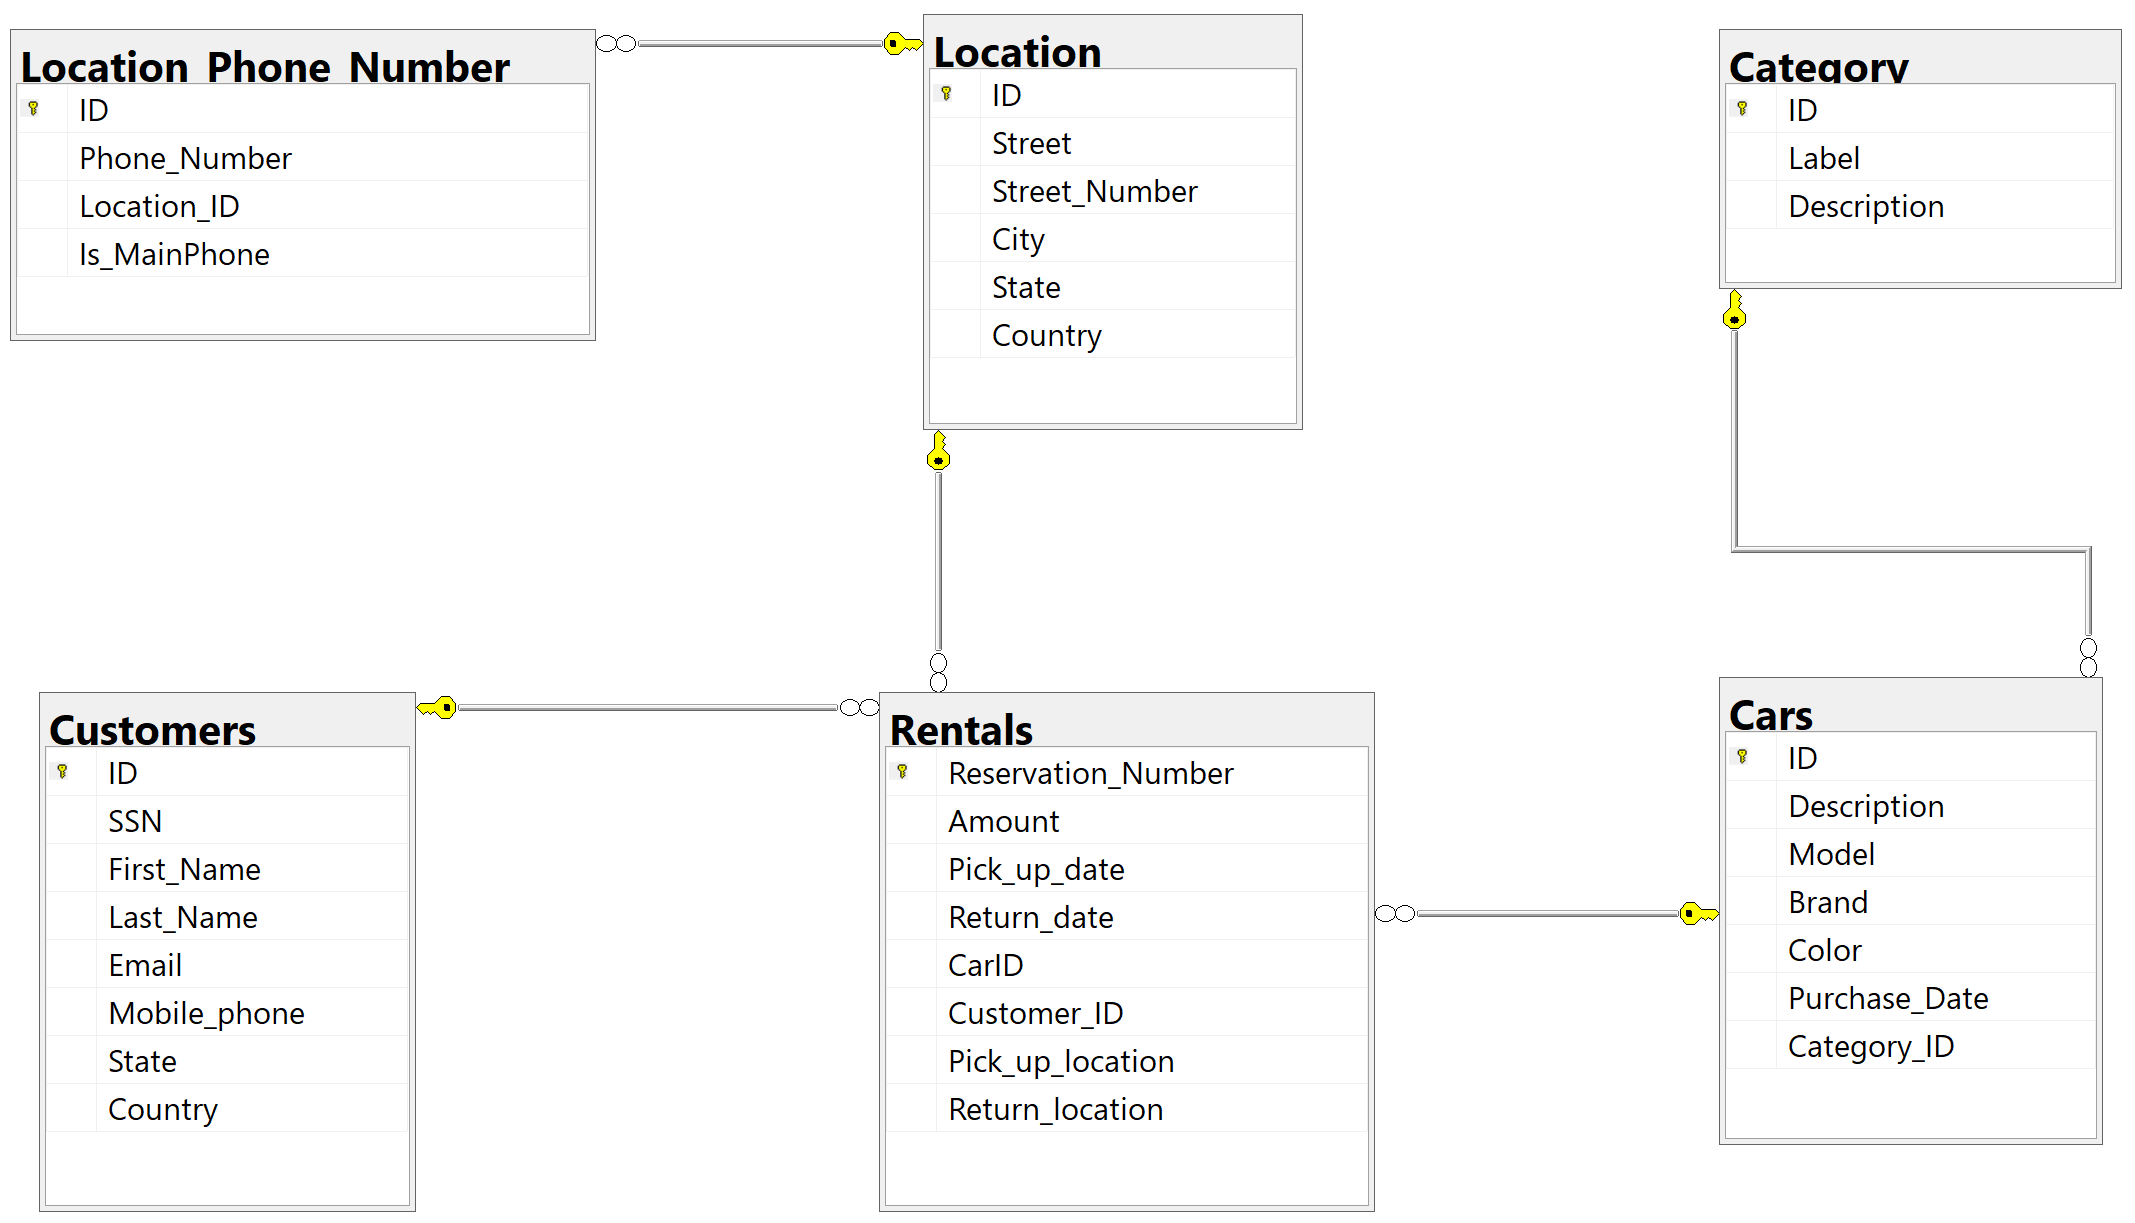 Location_Phone_Number
ID
Phone_Number
Location_ID
Is_MainPhone
Location
ID
Street
Street_Number
City
State
Country
Category
ID
Label
Description
Customers
ID
SSN
First_Name
Last_Name
Email
Mobile_phone
State
Country
Rentals
Reservation_Number
Amount
Pick_up_date
Return_date
CarID
Customer_ID
Pick_up_location
Return_location
Cars
ID
Description
Model
Brand
Color
Purchase_Date
Category_ID